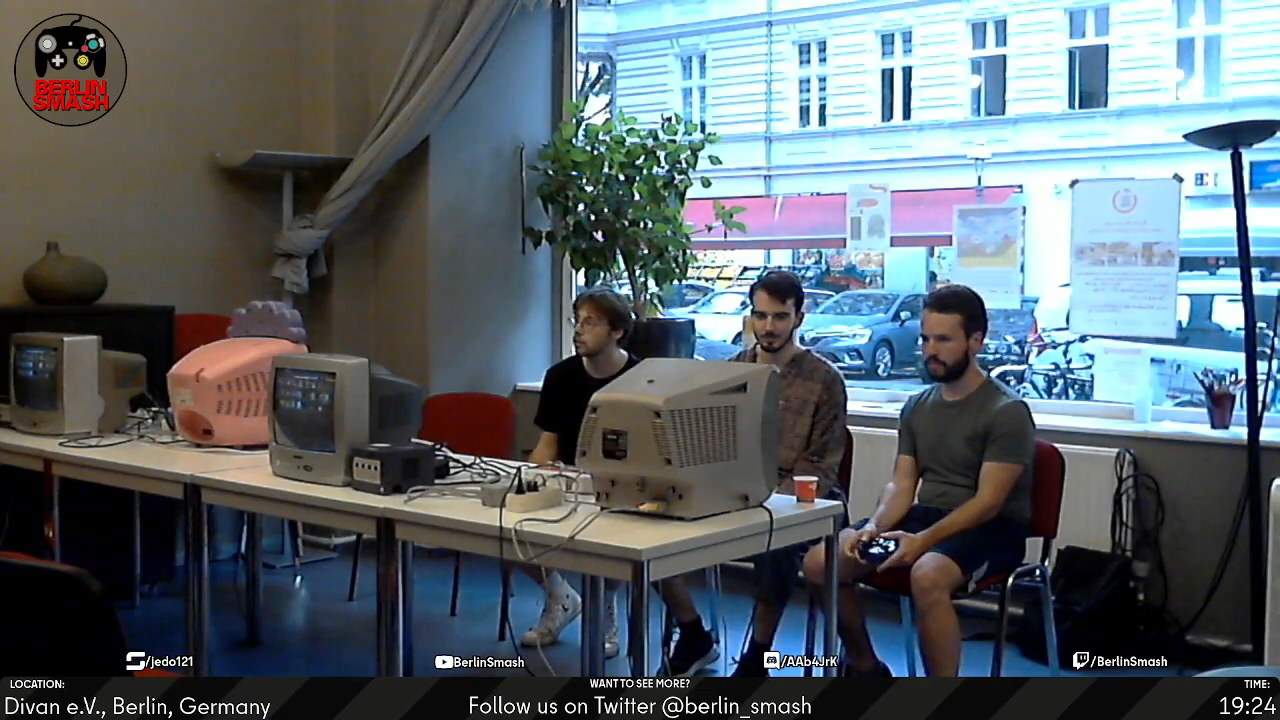 BERLIN
SMASH
/jedo121
BerlinSmash
/AAb4JrK
/BerlinSmash
LOCATION:
WANT TO SEE MORE?
TIME:
Divan e.V., Berlin, Germany
Follow us on Twitter @berlin_smash
19:24